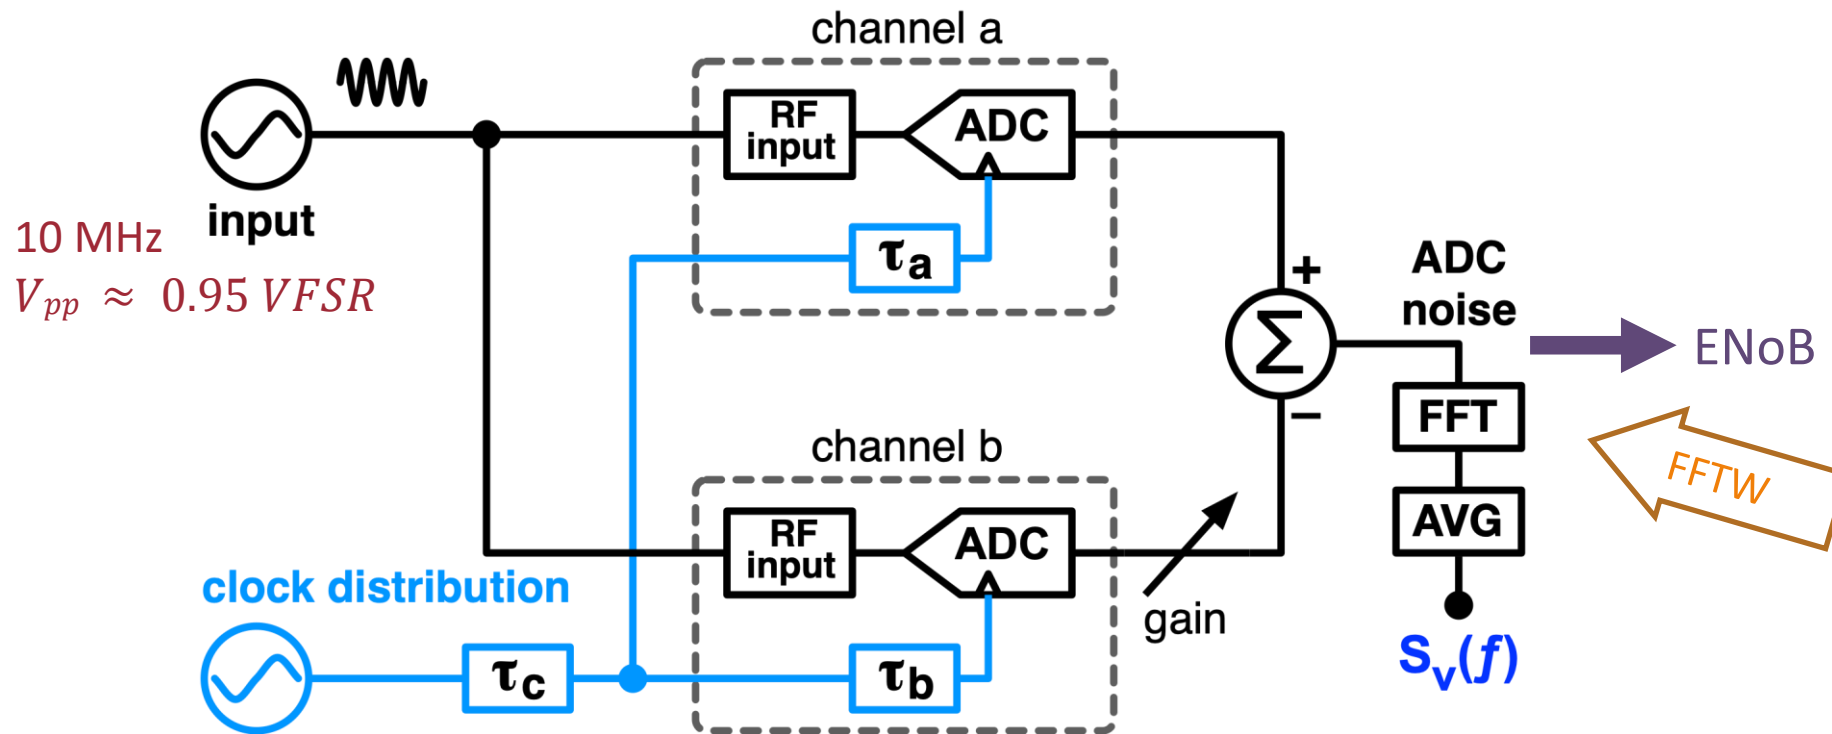 channel a
RF
input
ADC
input
10 MHz
V_pp ≈ 0.95 VFSR
τa
+
ADC
noise
Σ
ENoB
−
FFT
FFTW
channel b
RF
input
ADC
AVG
clock distribution
gain
τc
τb
Sv(f)